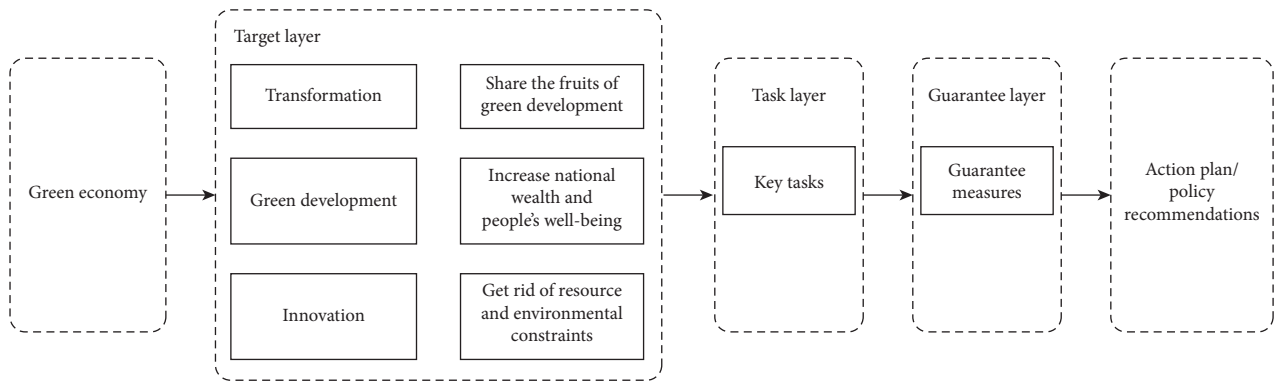 Green economy
Target layer
Transformation
Share the fruits of
green development
Green development
Increase national
wealth and
people's well-being
Innovation
Get rid of resource
and environmental
constraints
Task layer
Key tasks
Guarantee layer
Guarantee
measures
Action plan/
policy
recommendations